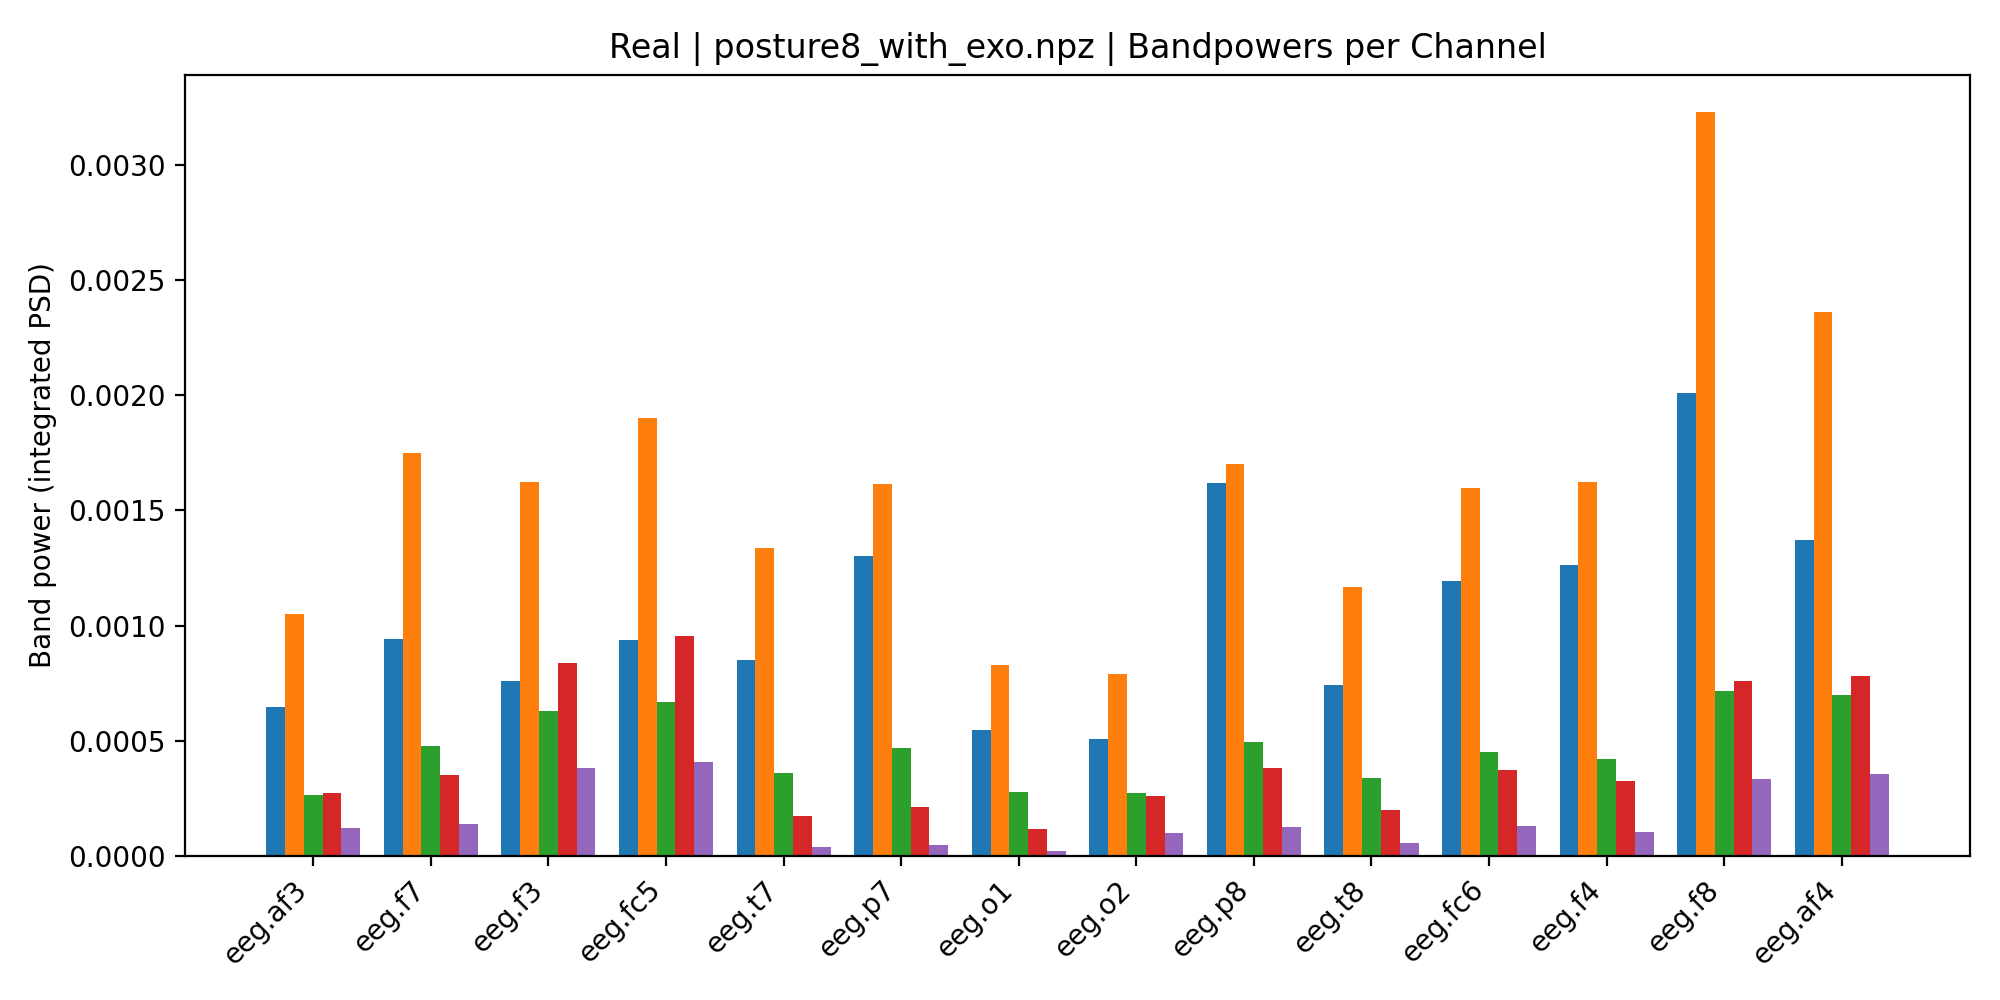 Real | posture8_with_exo.npz | Bandpowers per Channel
Band power (integrated PSD)
0.0030
0.0025
0.0020
0.0015
0.0010
0.0005
0.0000
eeg.af3
eeg.f7
eeg.f3
eeg.fc5
eeg.t7
eeg.p7
eeg.o1
eeg.o2
eeg.p8
eeg.t8
eeg.fc6
eeg.f4
eeg.f8
eeg.af4